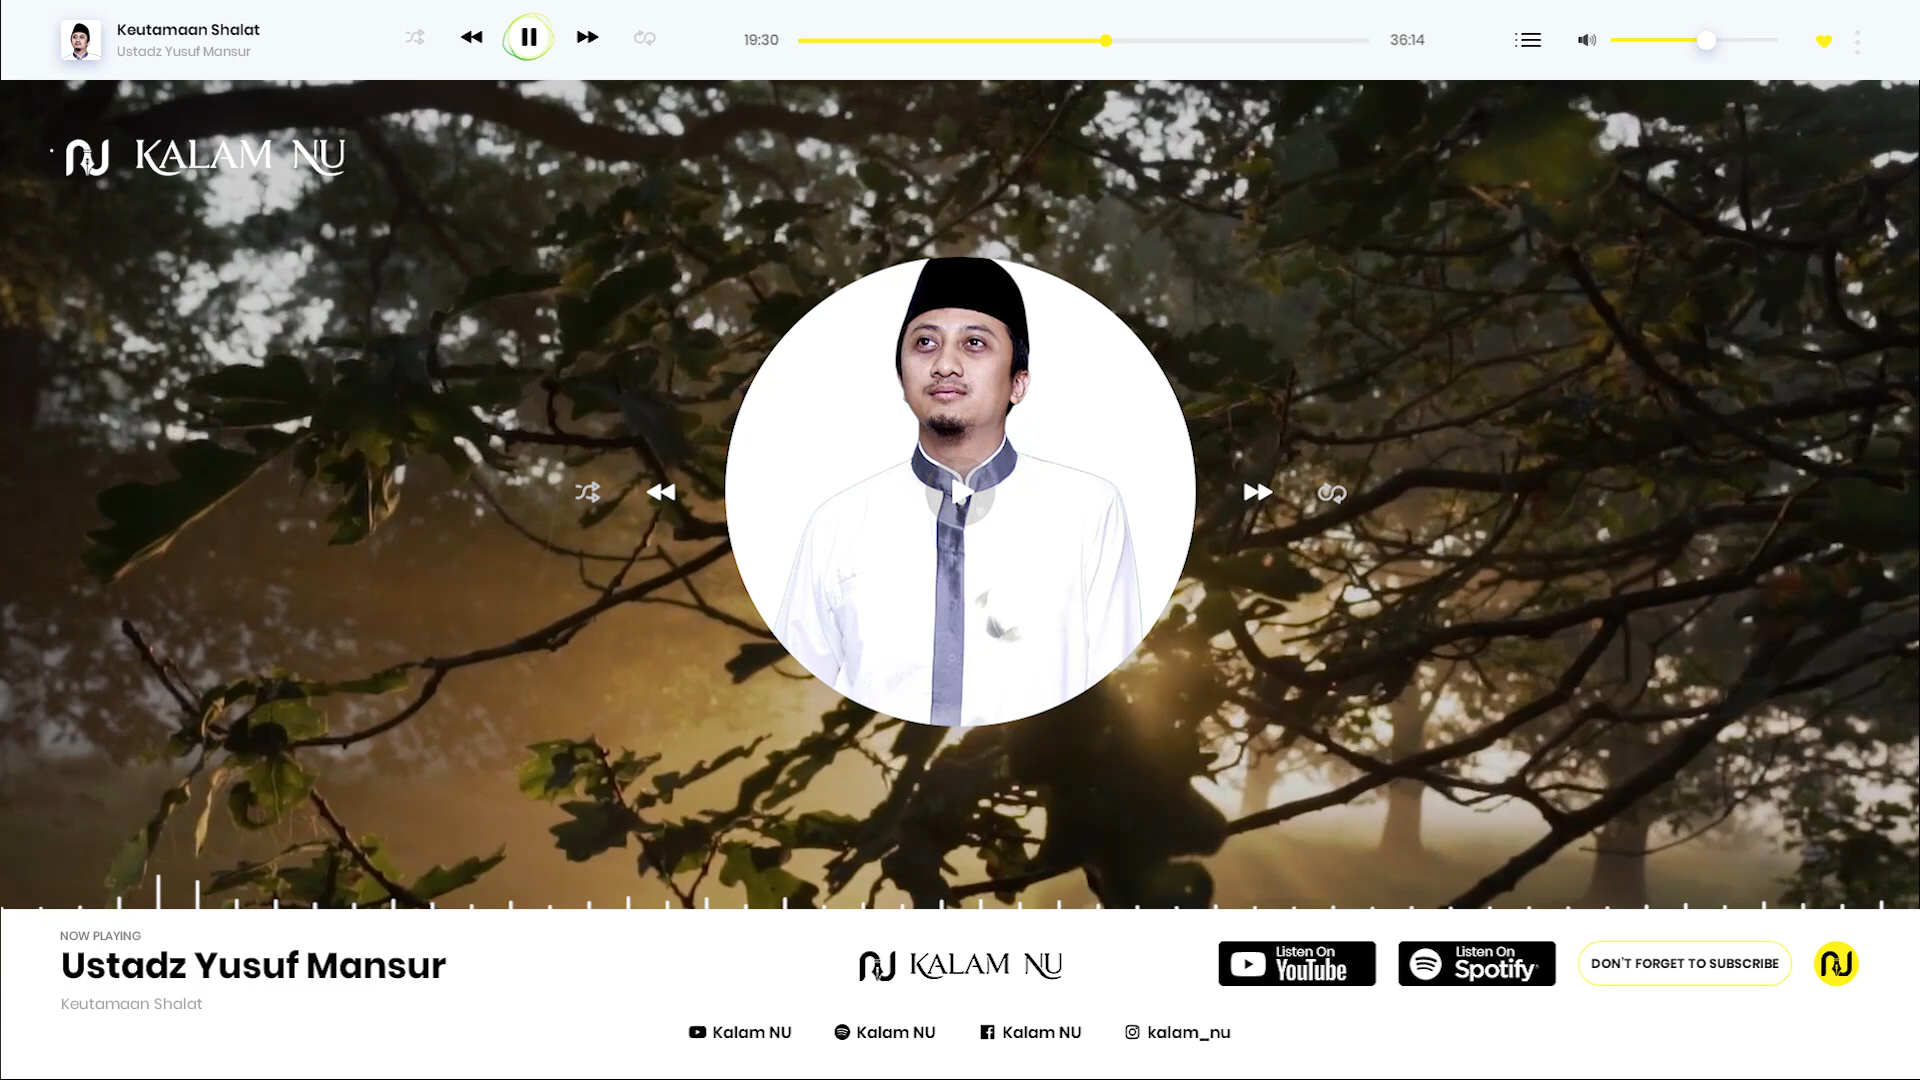 Keutamaan Shalat
Ustadz Yusuf Mansur
19:30
36:14
KALAM NU
NOW PLAYING
Ustadz Yusuf Mansur
Keutamaan Shalat
KALAM NU
Listen On
YouTube
Listen On
Spotify
DON'T FORGET TO SUBSCRIBE
Kalam NU
Kalam NU
Kalam NU
kalam_nu